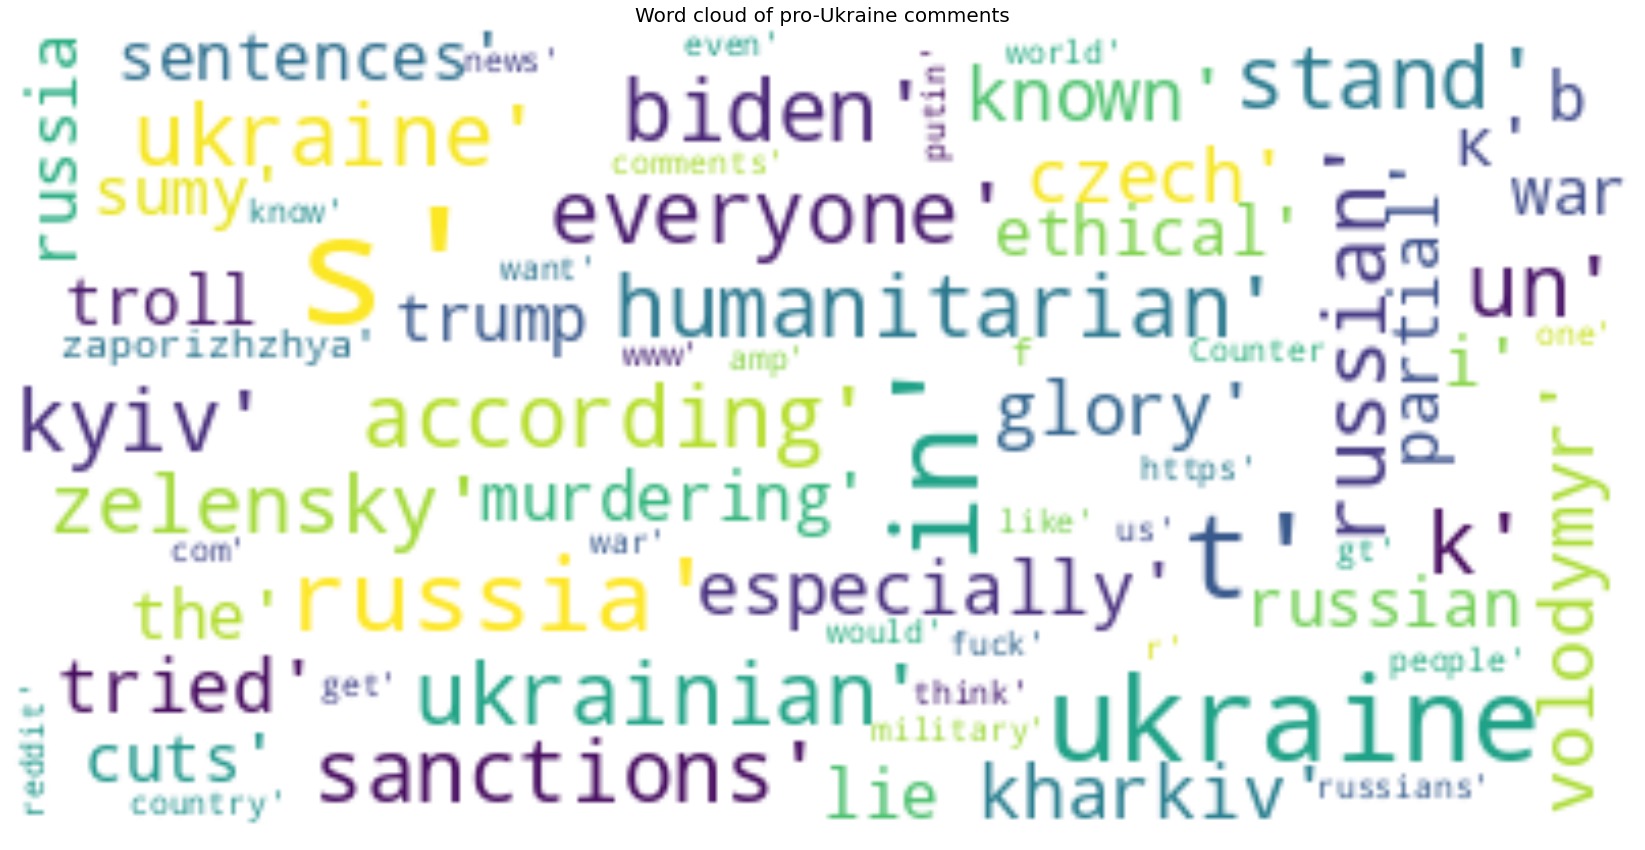 Word cloud of pro-Ukraine comments
russia
sentences'
news'
even'
biden'
putin'
world'
known'
stand'
b
ukraine'
comments'
czech'
K'
sumy'
know'
everyone'
ethical'
russian'
partial'
war
s'
want'
troll
trump
humanitarian'
un'
zaporizhzhya'
www'
amp'
f
Counter
i'
one'
kyiv'
according'
in'
glory'
https'
zelensky'
murdering'
like'
us'
t'
gt'
k'
volodymyr'
com'
war'
the'
russia'
especially'
russian
would'
fuck'
r'
people'
tried'
get'
ukrainian'
think'
military'
ukraine
reddit'
cuts'
country'
sanctions'
lie
kharkiv'
russians'